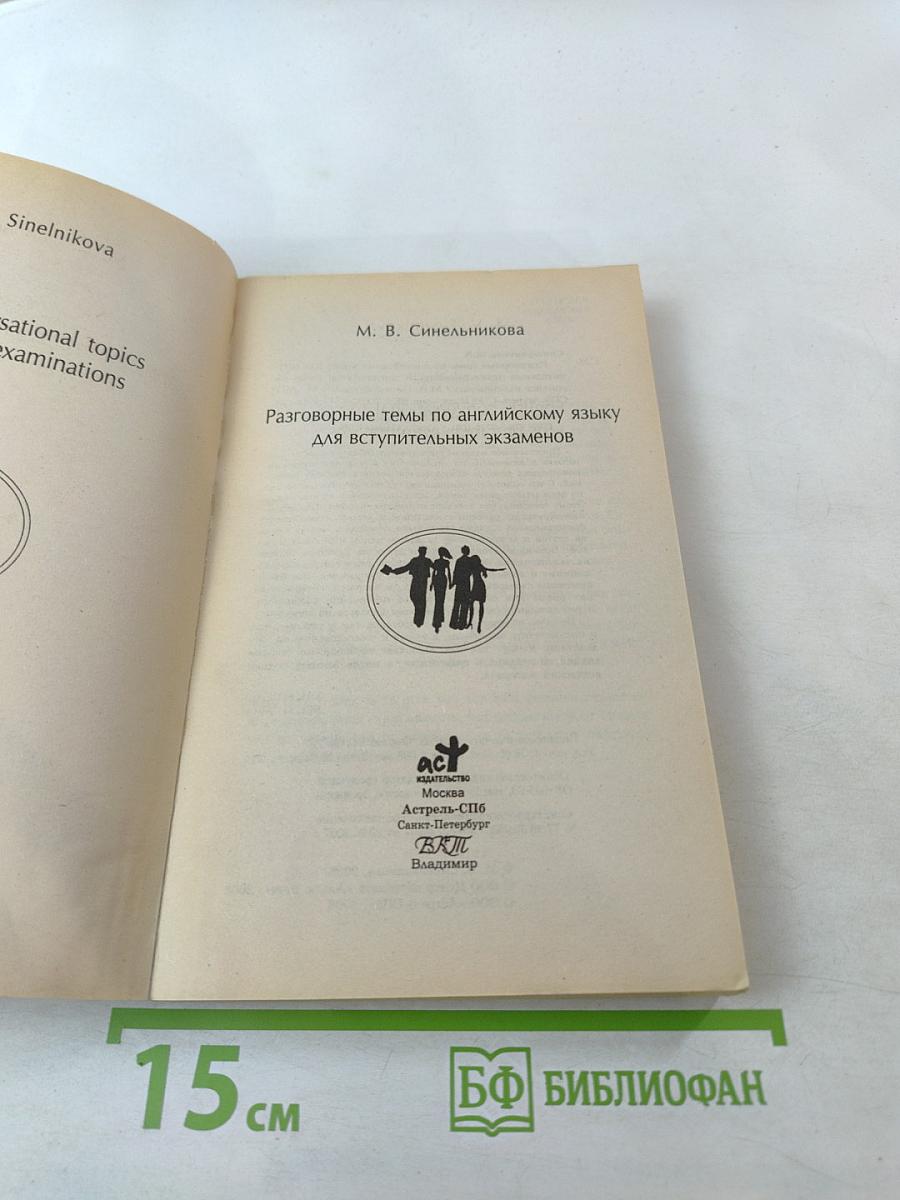 Sinelnikova
topics
examinations
М. В. Синельникова
Разговорные темы по английскому языку
для вступительных экзаменов
аст
ИЗДАТЕЛЬСТВО
Москва
Астрель-СПб
Санкт-Петербург
ВКТ
Владимир
15 см
БФ БИБЛИОФАН